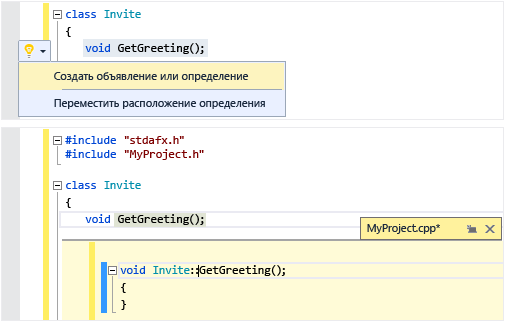 class Invite
{
void GetGreeting();
Создать объявление или определение
Переместить расположение определения
#include "stdafx.h"
#include "MyProject.h"
class Invite
{
void GetGreeting();
MyProject.cpp*
void Invite::GetGreeting();
{
}